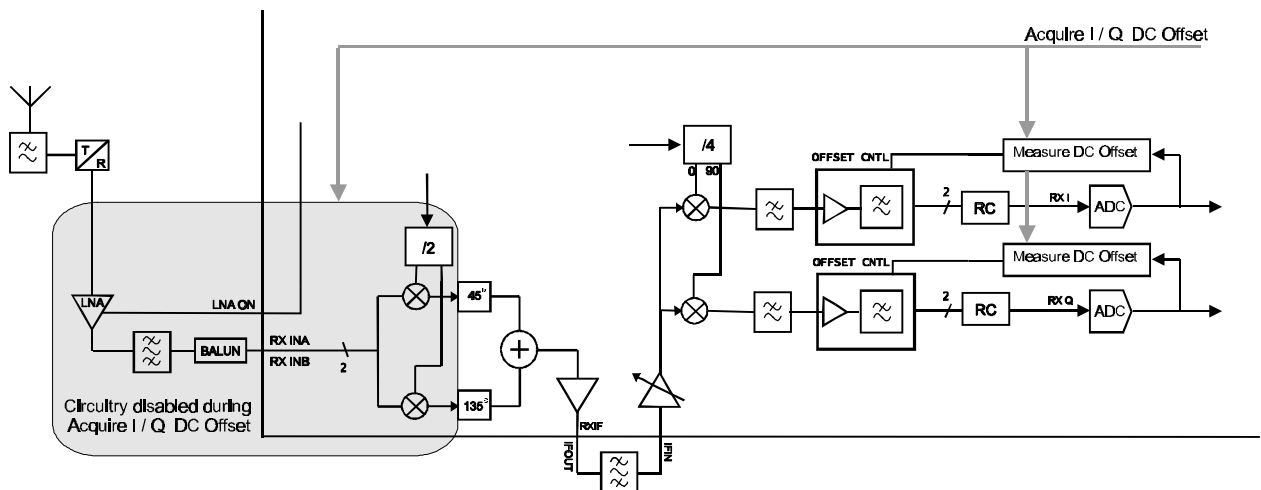 Acquire I / Q DC Offset
T
R
/4
0 90
OFFSET CNTL
Measure DC Offset
2
RC
RX I
ADC
/2
OFFSET CNTL
Measure DC Offset
2
RC
RX Q
ADC
LNA
LNA ON
45°
BALUN
RX INA
RX INB
2
135°
Circuitry disabled during
Acquire I / Q DC Offset
RXIF
IFOUT
IFIN